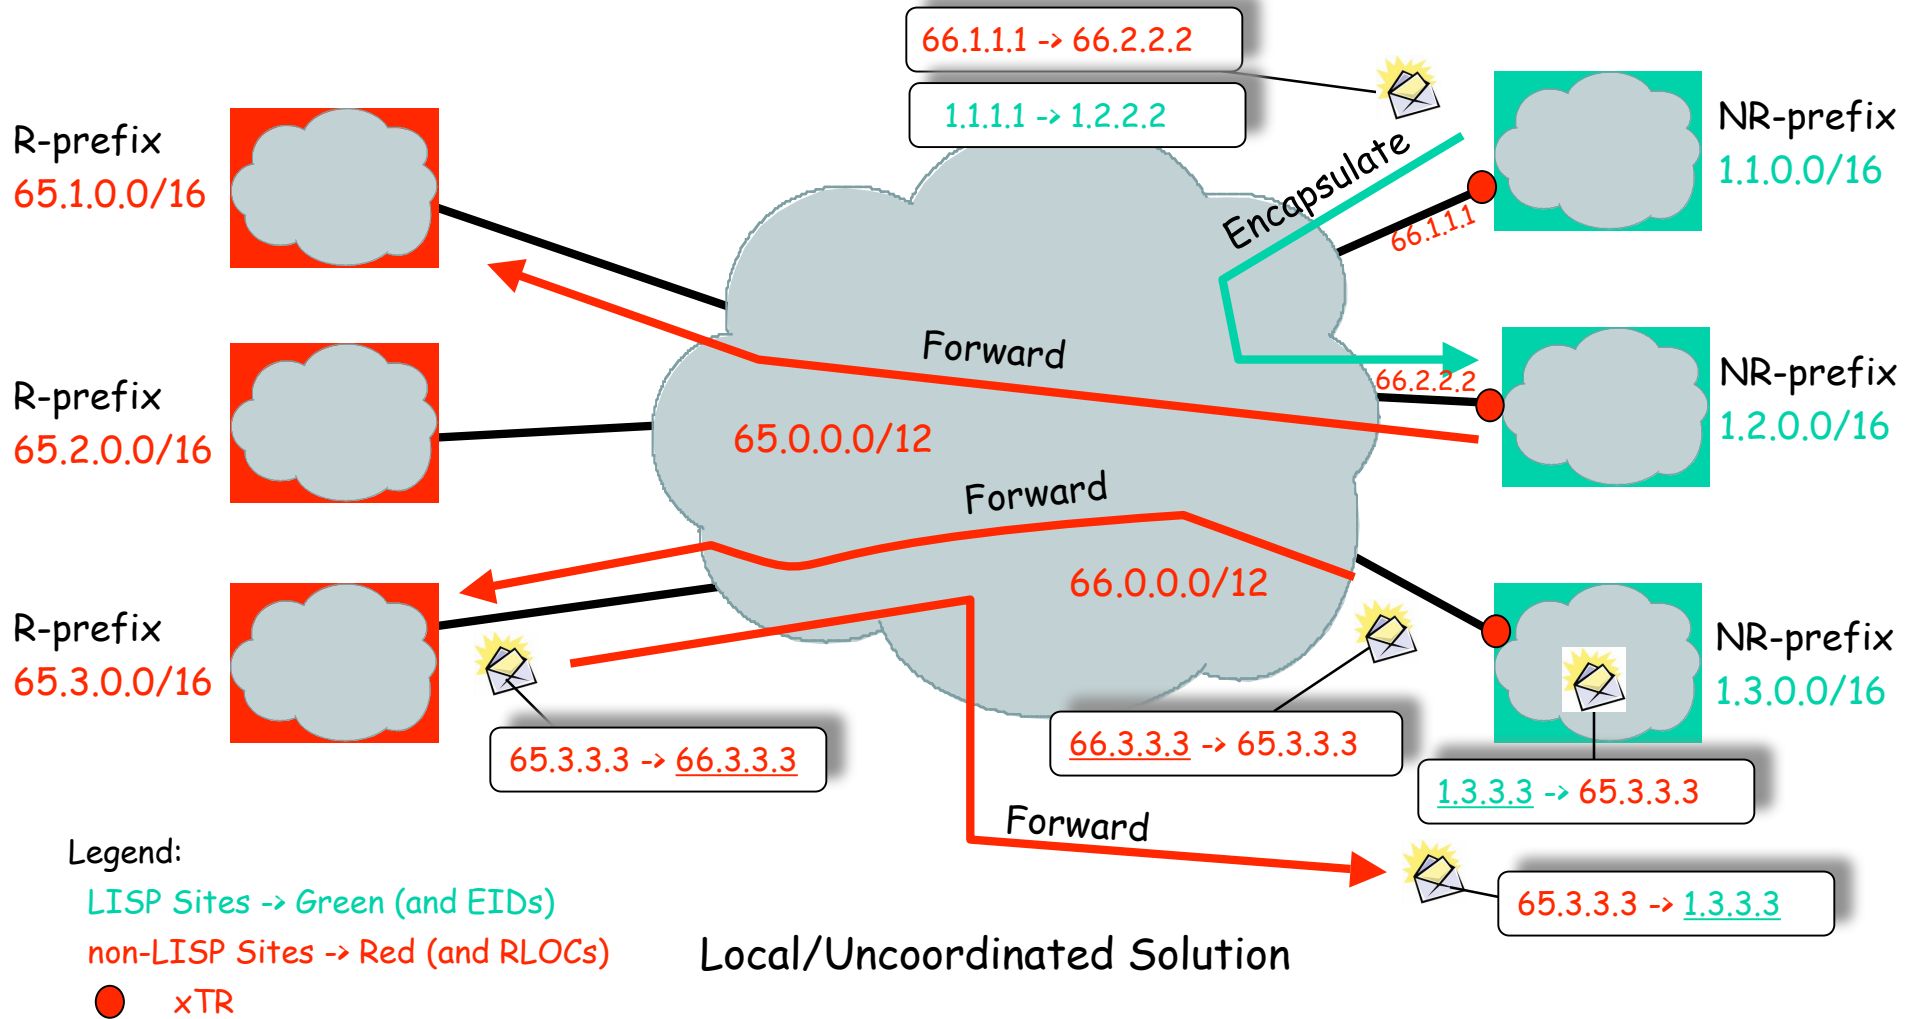 66.1.1.1 -> 66.2.2.2
1.1.1.1 -> 1.2.2.2
R-prefix
65.1.0.0/16
NR-prefix
1.1.0.0/16
Encapsulate
66.1.1.1
Forward
66.2.2.2
R-prefix
65.2.0.0/16
NR-prefix
1.2.0.0/16
65.0.0.0/12
Forward
66.0.0.0/12
R-prefix
65.3.0.0/16
NR-prefix
1.3.0.0/16
65.3.3.3 -> 66.3.3.3
66.3.3.3 -> 65.3.3.3
1.3.3.3 -> 65.3.3.3
Forward
65.3.3.3 -> 1.3.3.3
Legend:
LISP Sites -> Green (and EIDs)
non-LISP Sites -> Red (and RLOCs)
xTR
Local/Uncoordinated Solution